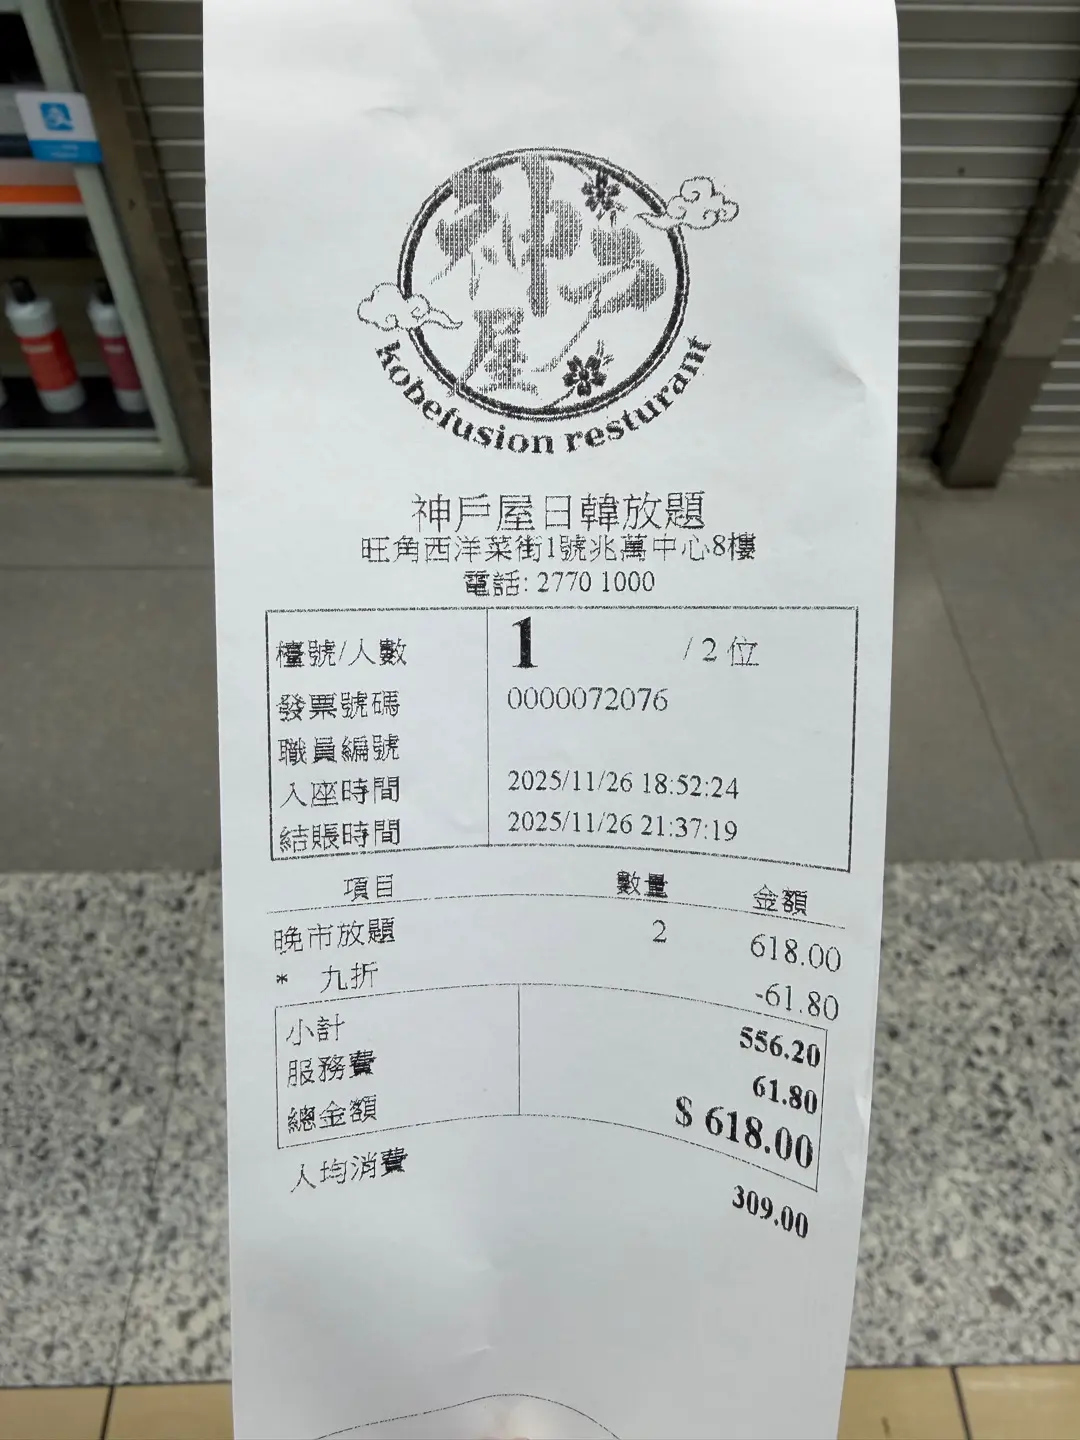 神戶屋
kobefusion resturant
神戶屋日韓放題
旺角西洋菜街1號兆萬中心8樓
電話: 2770 1000
檯號/人數 1 / 2 位
發票號碼 0000072076
職員編號
入座時間 2025/11/26 18:52:24
結賬時間 2025/11/26 21:37:19
項目 數量 金額
晚市放題 2 618.00
* 九折 -61.80
小計 556.20
服務費 61.80
總金額 $ 618.00
人均消費 309.00